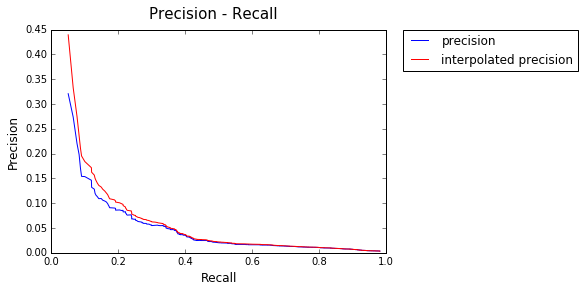 Precision - Recall
precision
interpolated precision
0.45
0.40
0.35
0.30
0.25
0.20
0.15
0.10
0.05
0.00
Precision
0.0 0.2 0.4 0.6 0.8 1.0
Recall